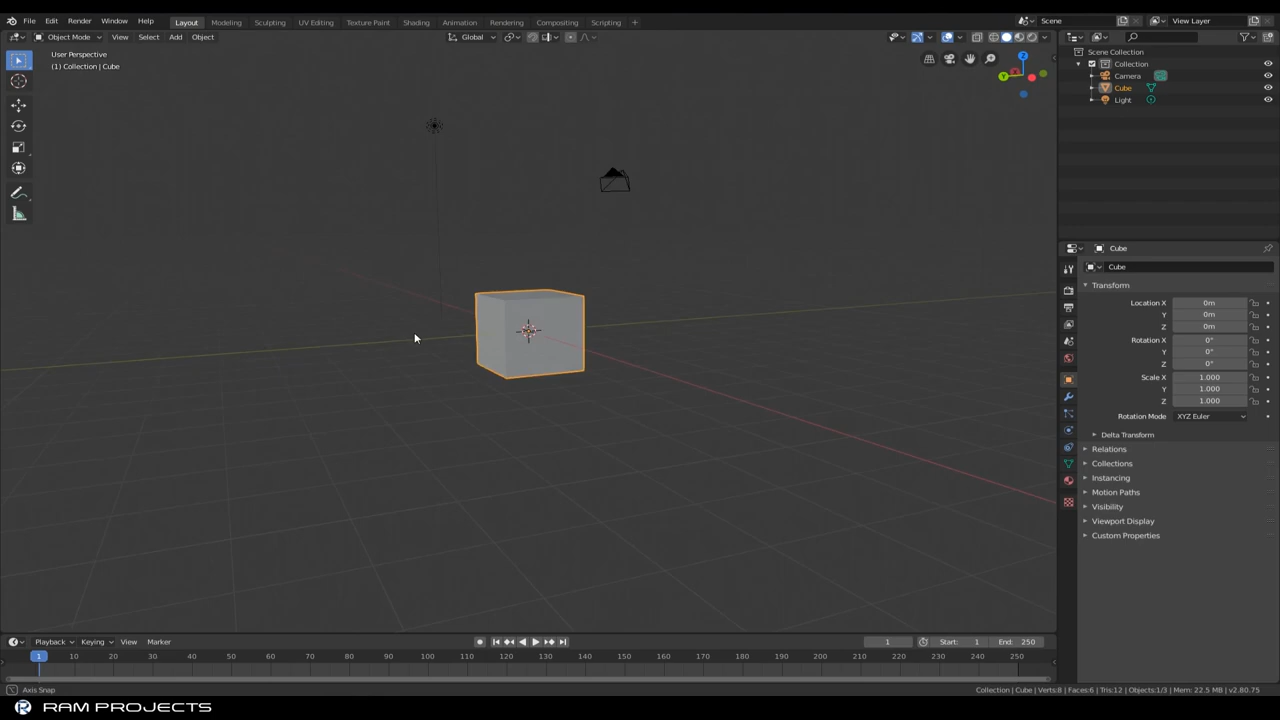 File Edit Render Window Help Layout Modeling Sculpting UV Editing Texture Paint Shading Animation Rendering Compositing Scripting + Scene View Layer
Object Mode View Select Add Object Global
User Perspective
(1) Collection | Cube
Scene Collection
Collection
Camera
Cube
Light
Z
Y
Cube
Cube
Transform
Location X 0m
Y 0m
Z 0m
Rotation X 0°
Y 0°
Z 0°
Scale X 1.000
Y 1.000
Z 1.000
Rotation Mode XYZ Euler
Delta Transform
Relations
Collections
Instancing
Motion Paths
Visibility
Viewport Display
Custom Properties
Playback Keying View Marker 1 Start: 1 End: 250
1 10 20 30 40 50 60 70 80 90 100 110 120 130 140 150 160 170 180 190 200 210 220 230 240 250
Axis Snap Collection | Cube | Verts:8 | Faces:6 | Tris:12 | Objects:1/3 | Mem: 22.5 MB | v2.80.75
RAM PROJECTS